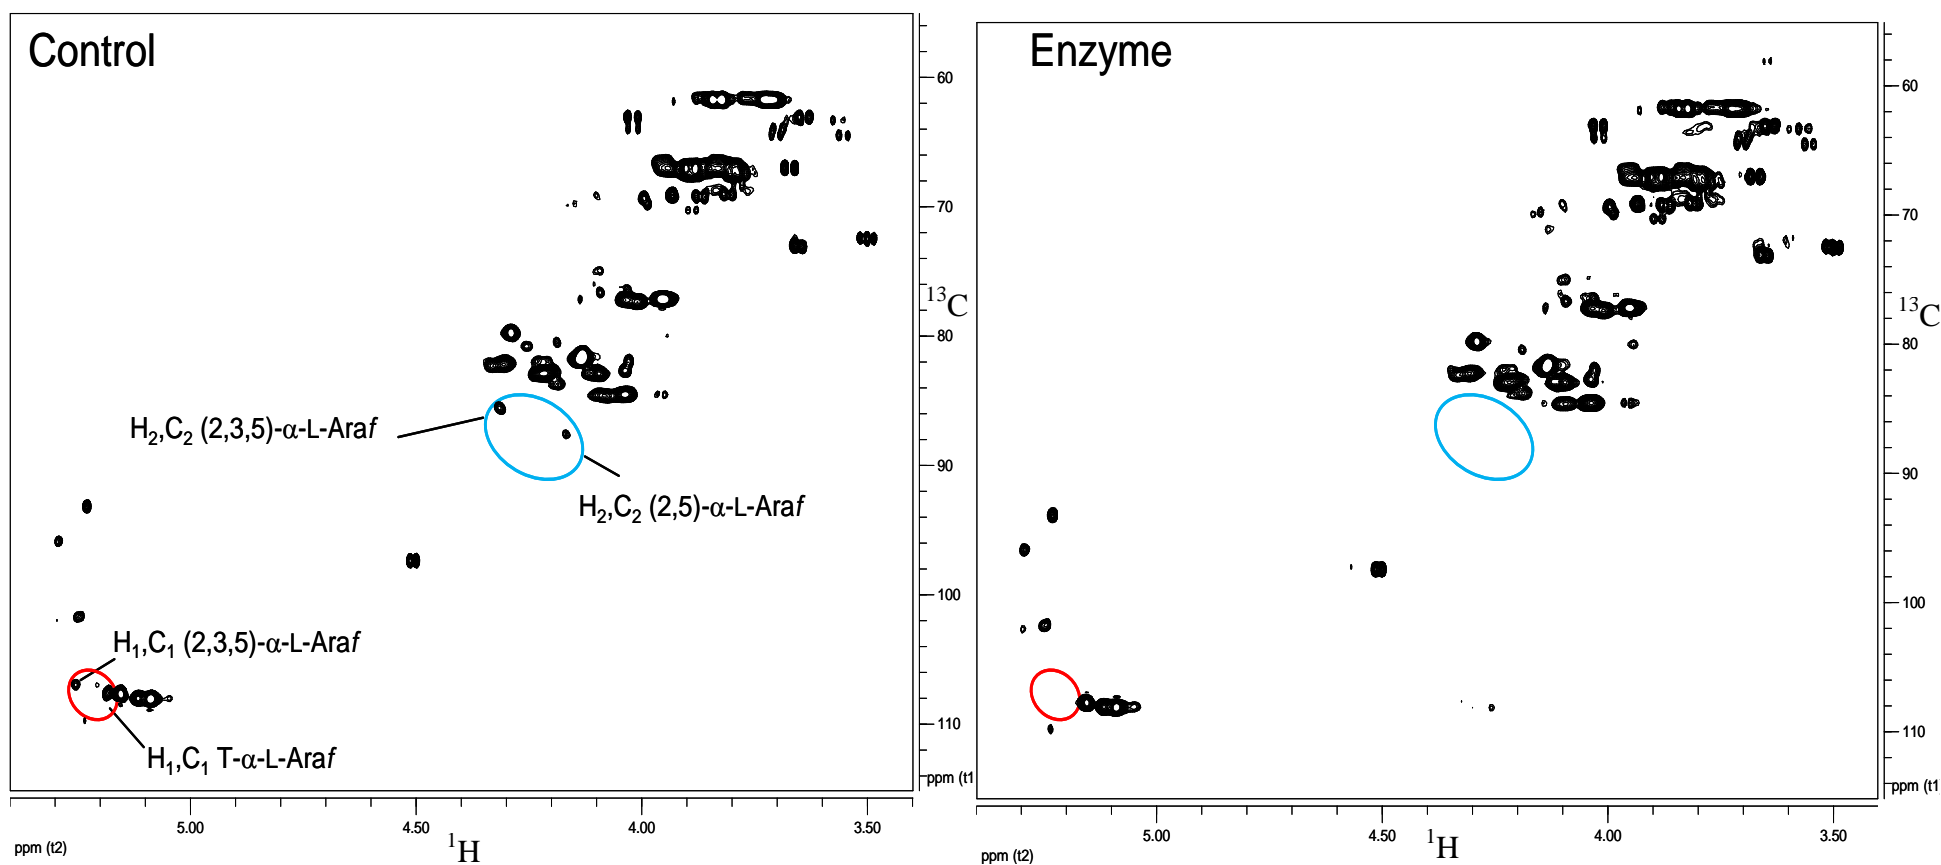 Control
60
70
¹³C
80
H₂,C₂ (2,3,5)-α-L-Araf
90
H₂,C₂ (2,5)-α-L-Araf
100
H₁,C₁ (2,3,5)-α-L-Araf
110
H₁,C₁ T-α-L-Araf
ppm (t1
5.00 4.50 4.00 3.50
ppm (t2)
¹H
Enzyme
60
70
¹³C
80
90
100
110
ppm (t1
5.00 4.50 4.00 3.50
ppm (t2)
¹H